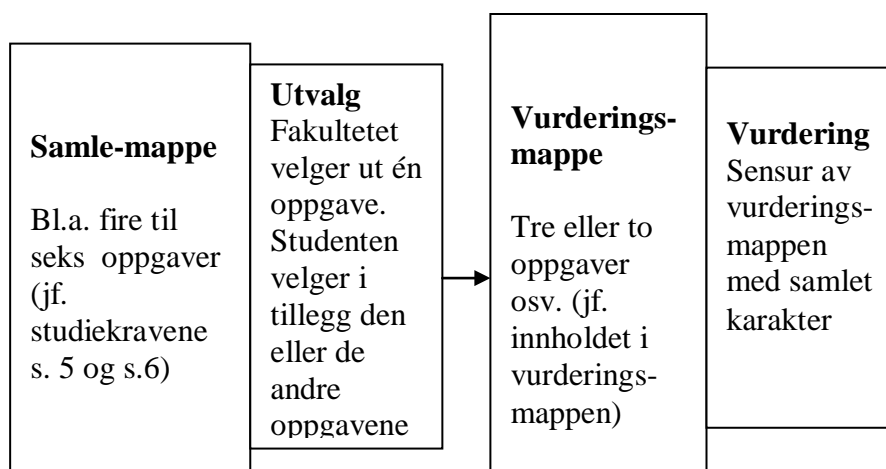 Samle-mappe
Bl.a. fire til
seks oppgaver
(jf.
studiekravene
s. 5 og s.6)
Utvalg
Fakultetet
velger ut én
oppgave.
Studenten
velger i
tillegg den
eller de
andre
oppgavene
Vurderings-
mappe
Tre eller to
oppgaver
osv. (jf.
innholdet i
vurderings-
mappen)
Vurdering
Sensur av
vurderings-
mappen
med samlet
karakter